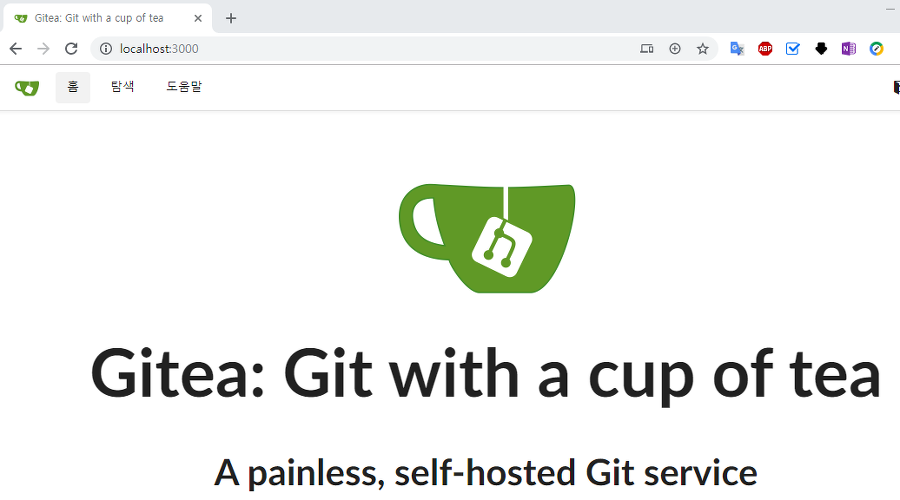 Gitea: Git with a cup of tea
localhost:3000
ABP
홈 탐색 도움말
Gitea: Git with a cup of tea
A painless, self-hosted Git service